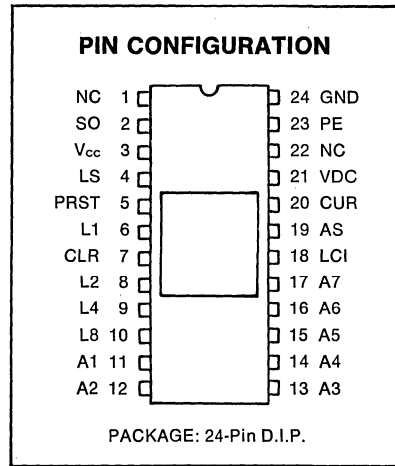 PIN CONFIGURATION
NC 1 24 GND
SO 2 23 PE
Vcc 3 22 NC
LS 4 21 VDC
PRST 5 20 CUR
L1 6 19 AS
CLR 7 18 LCI
L2 8 17 A7
L4 9 16 A6
L8 10 15 A5
A1 11 14 A4
A2 12 13 A3
PACKAGE: 24-Pin D.I.P.